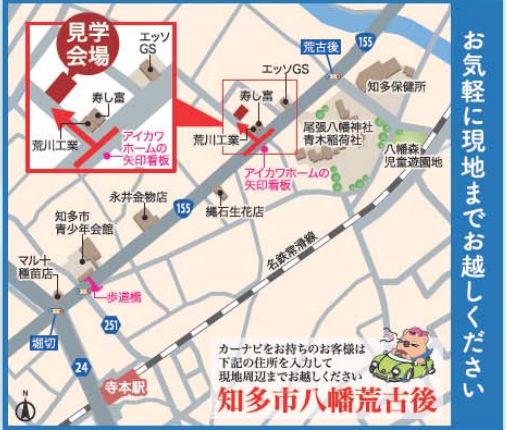 お気軽に現地までお越しください
見学
会場
エッソ
GS
寿し富
荒川工業
アイカワホームの
矢印看板
荒古後
155
エッソGS
知多保健所
寿し富
荒川工業
尾張八幡神社
青木稲荷社
八幡森
児童遊園地
アイカワホームの
矢印看板
永井金物店
155
縄石生花店
知多市
青少年会館
マル十
種苗店
歩道橋
名鉄常滑線
251
堀切
24
寺本駅
N
カーナビをお持ちのお客様は
下記の住所を入力して
現地周辺までお越しください
知多市八幡荒古後